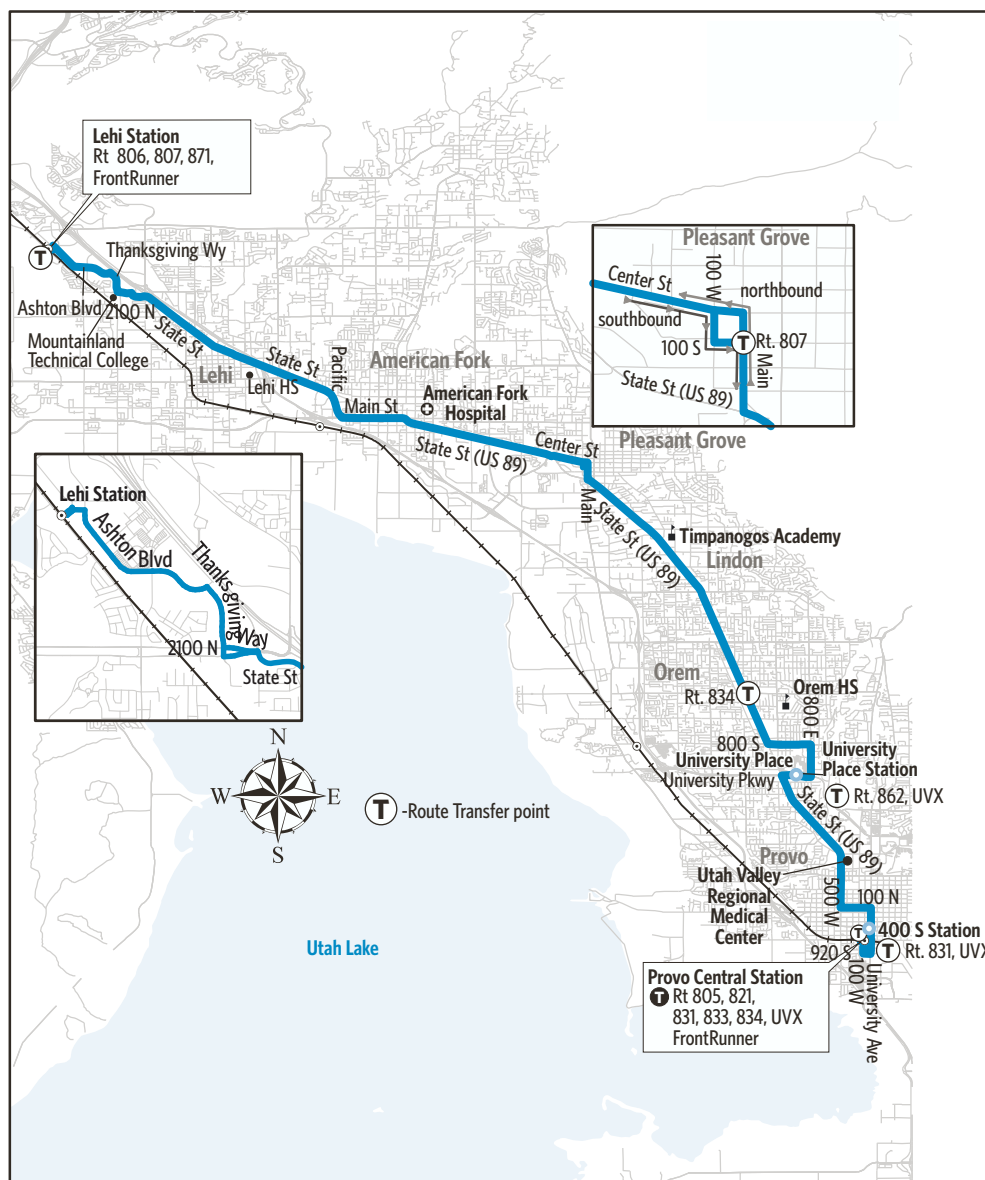 Lehi Station
Rt 806, 807, 871,
FrontRunner
T
Thanksgiving Wy
Ashton Blvd
2100 N
Mountainland
Technical College
State St
Lehi
Lehi HS
State St
Pacific
American Fork
Main St
American Fork
Hospital
State St (US 89)
Center St
Pleasant Grove
Main
State St (US 89)
Timpanogos Academy
Lindon
Pleasant Grove
Center St
100 W
northbound
southbound
100 S
T
Rt. 807
Main
State St (US 89)
Lehi Station
Ashton Blvd
Thanksgiving
Way
2100 N
State St
N
W
E
S
T
-Route Transfer point
Orem
Rt. 834
T
Orem HS
800 E
800 S
University Place
University Pkwy
University
Place Station
T
Rt. 862, UVX
State St (US 89)
Provo
Utah Valley
Regional
Medical
Center
500 W
100 N
T
400 S Station
T
Rt. 831, UVX
920 S
100 W
University Ave
Provo Central Station
T
Rt 805, 821,
831, 833, 834, UVX
FrontRunner
Utah Lake